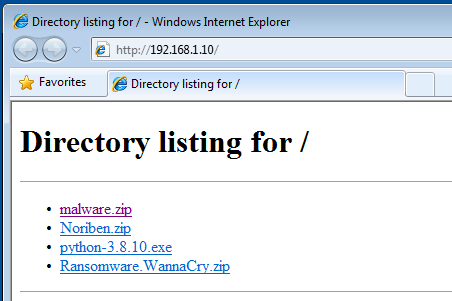 Directory listing for / - Windows Internet Explorer
http://192.168.1.10/
Favorites
Directory listing for /
Directory listing for /
malware.zip
Noriben.zip
python-3.8.10.exe
Ransomware.WannaCry.zip